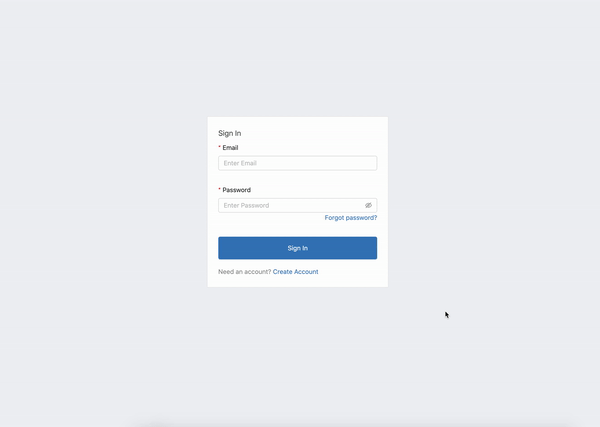 Sign In
* Email
Enter Email
* Password
Enter Password
Forgot password?
Sign In
Need an account? Create Account